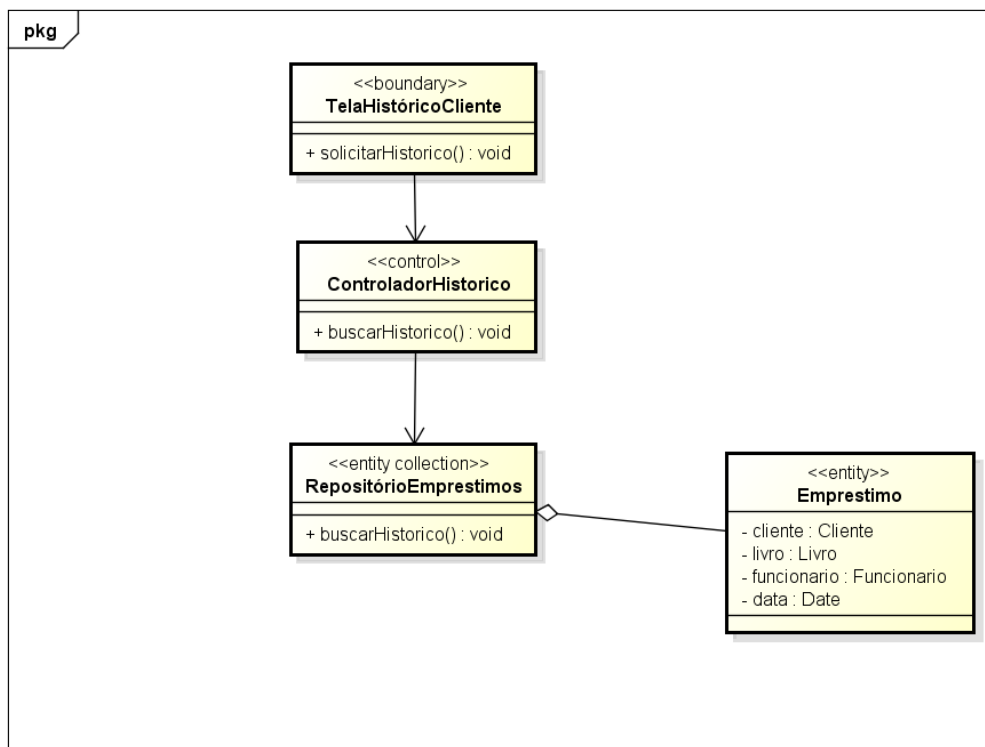 pkg
<<boundary>>
TelaHistóricoCliente
+ solicitarHistorico() : void
<<control>>
ControladorHistorico
+ buscarHistorico() : void
<<entity collection>>
RepositórioEmprestimos
+ buscarHistorico() : void
<<entity>>
Emprestimo
- cliente : Cliente
- livro : Livro
- funcionario : Funcionario
- data : Date